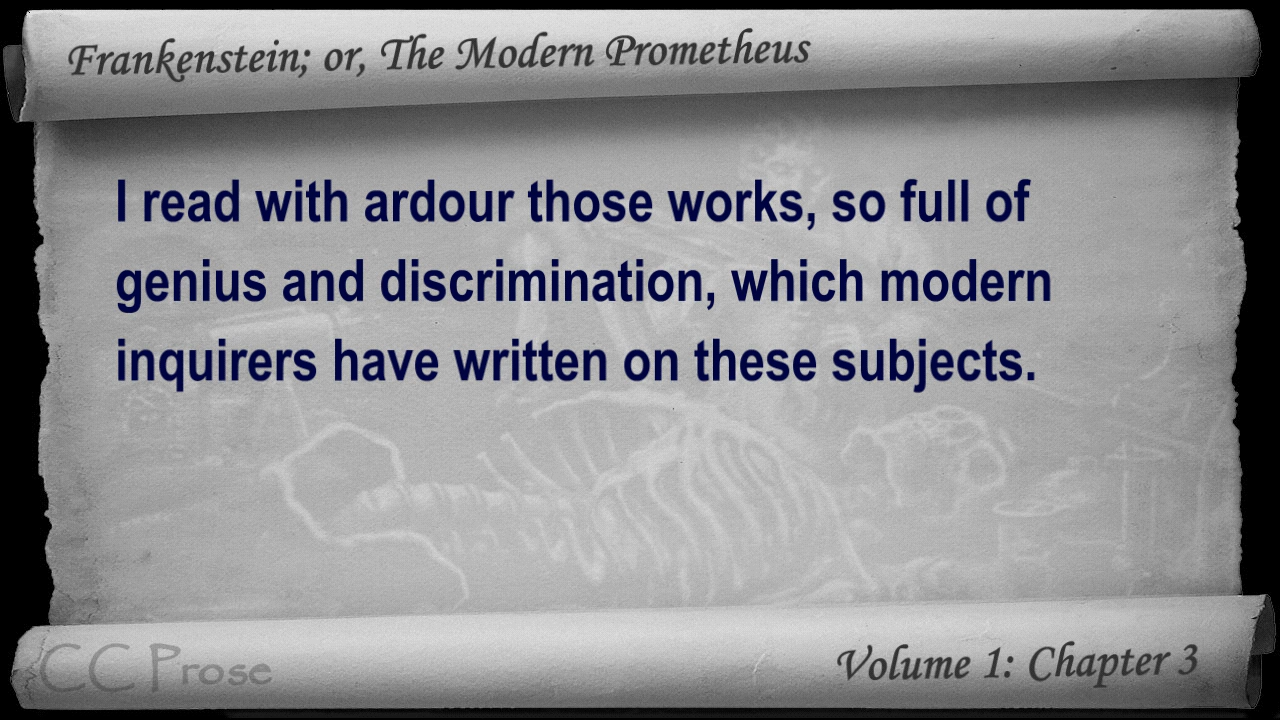 Frankenstein; or, The Modern Prometheus
I read with ardour those works, so full of
genius and discrimination, which modern
inquirers have written on these subjects.
CC Prose
Volume 1: Chapter 3